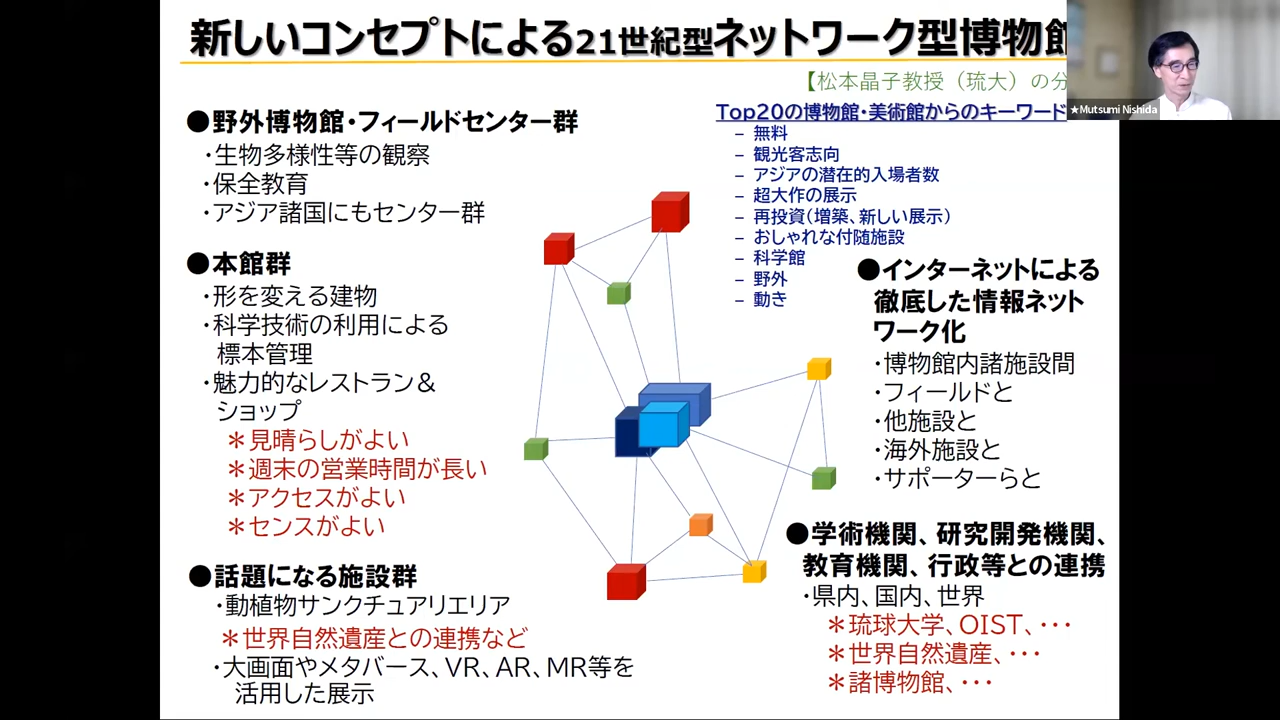 新しいコンセプトによる21世紀型ネットワーク型博物館
【松本晶子教授（琉大）の分
●野外博物館・フィールドセンター群
・生物多様性等の観察
・保全教育
・アジア諸国にもセンター群
●本館群
・形を変える建物
・科学技術の利用による
標本管理
・魅力的なレストラン＆
ショップ
＊見晴らしがよい
＊週末の営業時間が長い
＊アクセスがよい
＊センスがよい
●話題になる施設群
・動植物サンクチュアリエリア
＊世界自然遺産との連携など
・大画面やメタバース、VR、AR、MR等を
活用した展示
Top20の博物館・美術館からのキーワード
– 無料
– 観光客志向
– アジアの潜在的入場者数
– 超大作の展示
– 再投資（増築、新しい展示）
– おしゃれな付随施設
– 科学館
– 野外
– 動き
●インターネットによる
徹底した情報ネット
ワーク化
・博物館内諸施設間
・フィールドと
・他施設と
・海外施設と
・サポーターらと
●学術機関、研究開発機関、
教育機関、行政等との連携
・県内、国内、世界
＊琉球大学、OIST、・・・
＊世界自然遺産、・・・
＊諸博物館、・・・
★Mutsumi Nishida